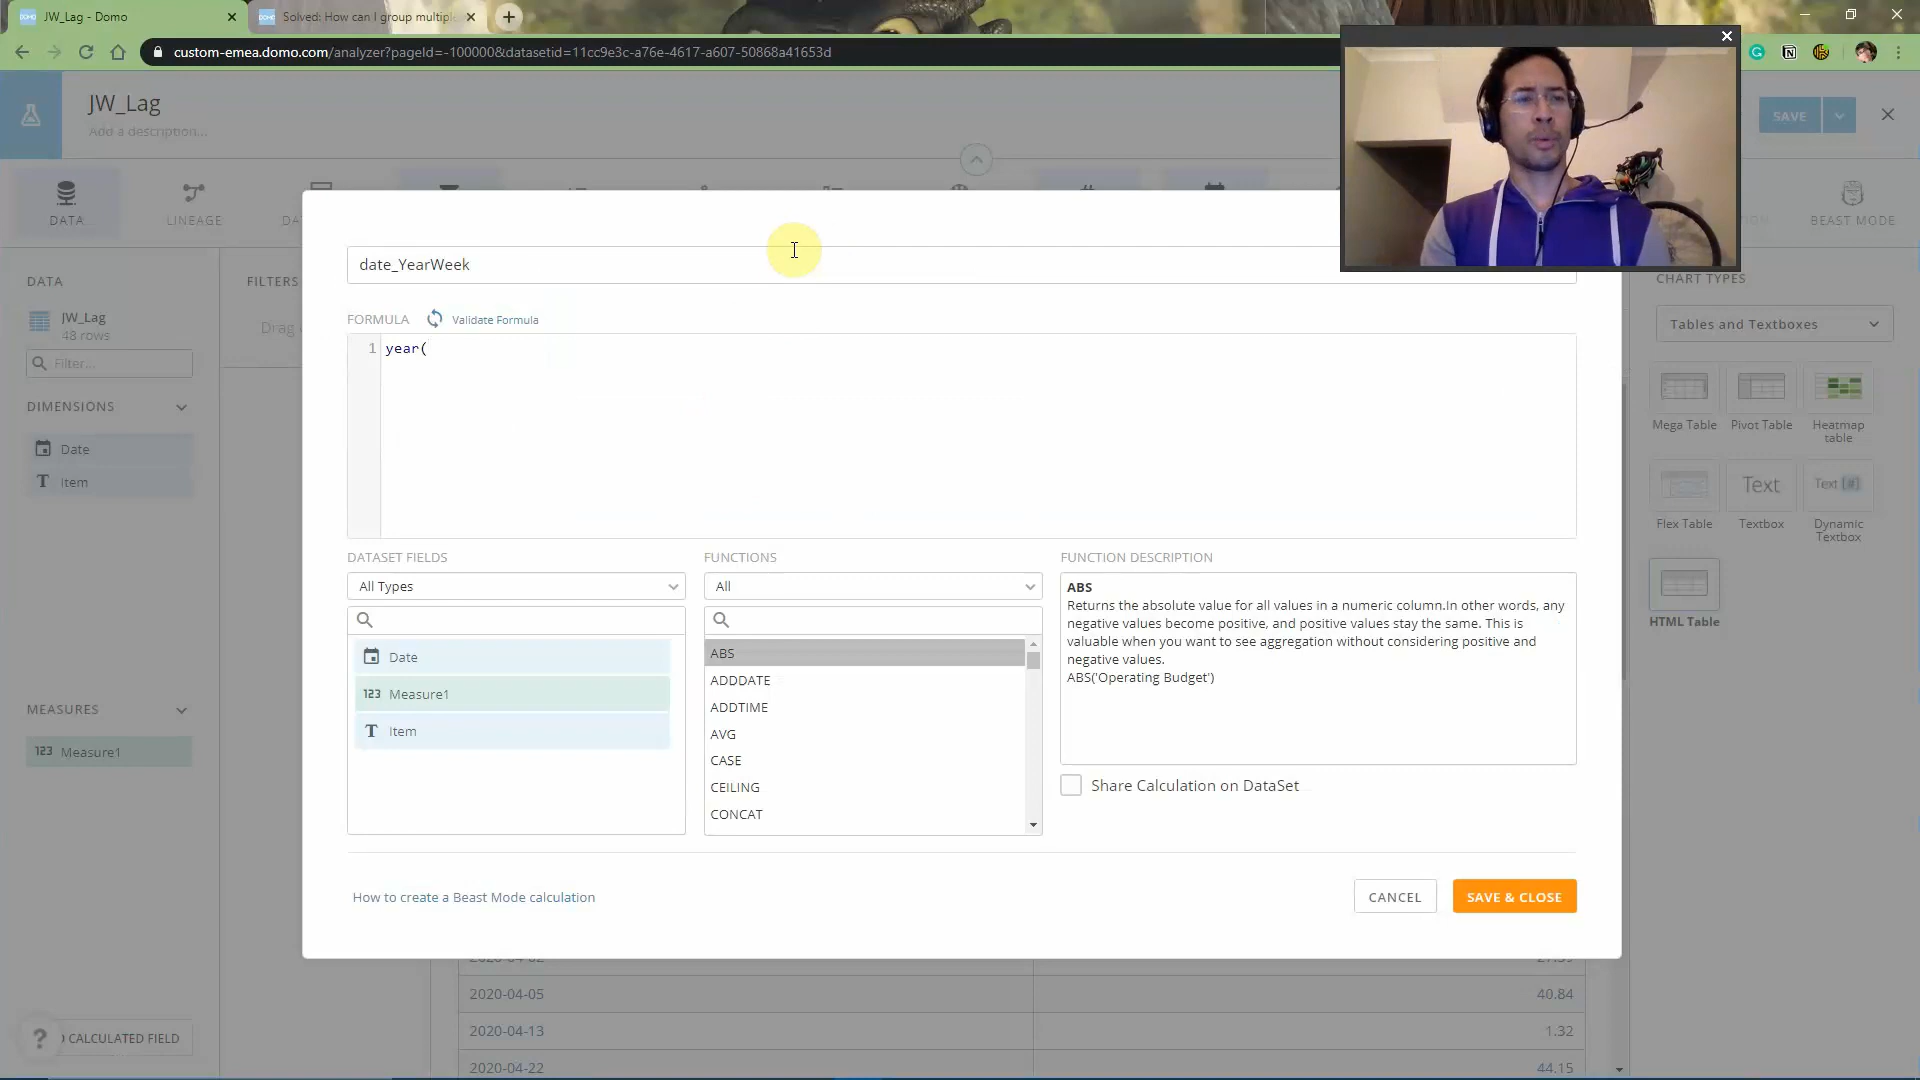 JW_Lag - Domo
Solved: How can I group multiple
custom-emea.domo.com/analyzer?pageId=-100000&datasetid=11cc9e3c-a76e-4617-a607-50868a41653d
JW_Lag
Add a description...
SAVE
DATA
LINEAGE
BEAST MODE
DATA
JW_Lag
48 rows
Filter...
DIMENSIONS
Date
Item
MEASURES
123 Measure1
CALCULATED FIELD
FILTERS
date_YearWeek
FORMULA
Validate Formula
1 year(
DATASET FIELDS
All Types
Date
123 Measure1
Item
FUNCTIONS
All
ABS
ADDDATE
ADDTIME
AVG
CASE
CEILING
CONCAT
FUNCTION DESCRIPTION
ABS
Returns the absolute value for all values in a numeric column.In other words, any
negative values become positive, and positive values stay the same. This is
valuable when you want to see aggregation without considering positive and
negative values.
ABS('Operating Budget')
Share Calculation on DataSet
How to create a Beast Mode calculation
CANCEL
SAVE & CLOSE
2020-04-05 40.84
2020-04-13 1.32
2020-04-22 44.15
CHART TYPES
Tables and Textboxes
Mega Table
Pivot Table
Heatmap
table
Text
Text [#]
Flex Table
Textbox
Dynamic
Textbox
HTML Table